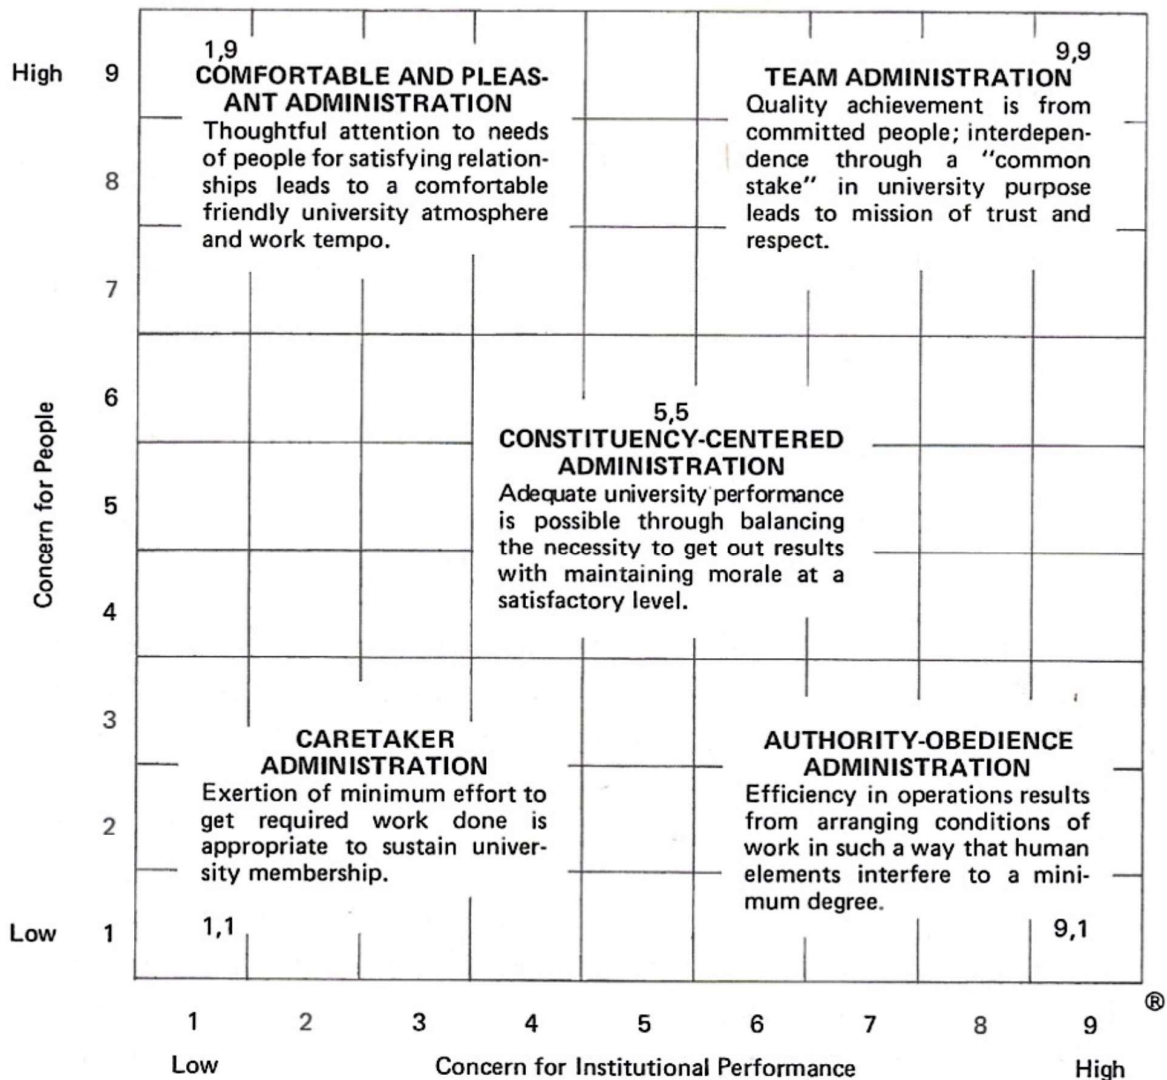 High 9
8
7
6
5
4
3
2
Low 1
Concern for People
1,9
COMFORTABLE AND PLEAS-
ANT ADMINISTRATION
Thoughtful attention to needs
of people for satisfying relation-
ships leads to a comfortable
friendly university atmosphere
and work tempo.
9,9
TEAM ADMINISTRATION
Quality achievement is from
committed people; interdepen-
dence through a "common
stake" in university purpose
leads to mission of trust and
respect.
5,5
CONSTITUENCY-CENTERED
ADMINISTRATION
Adequate university performance
is possible through balancing
the necessity to get out results
with maintaining morale at a
satisfactory level.
CARETAKER
ADMINISTRATION
Exertion of minimum effort to
get required work done is
appropriate to sustain univer-
sity membership.
1,1
AUTHORITY-OBEDIENCE
ADMINISTRATION
Efficiency in operations results
from arranging conditions of
work in such a way that human
elements interfere to a mini-
mum degree.
9,1
®
1 2 3 4 5 6 7 8 9
Low Concern for Institutional Performance High